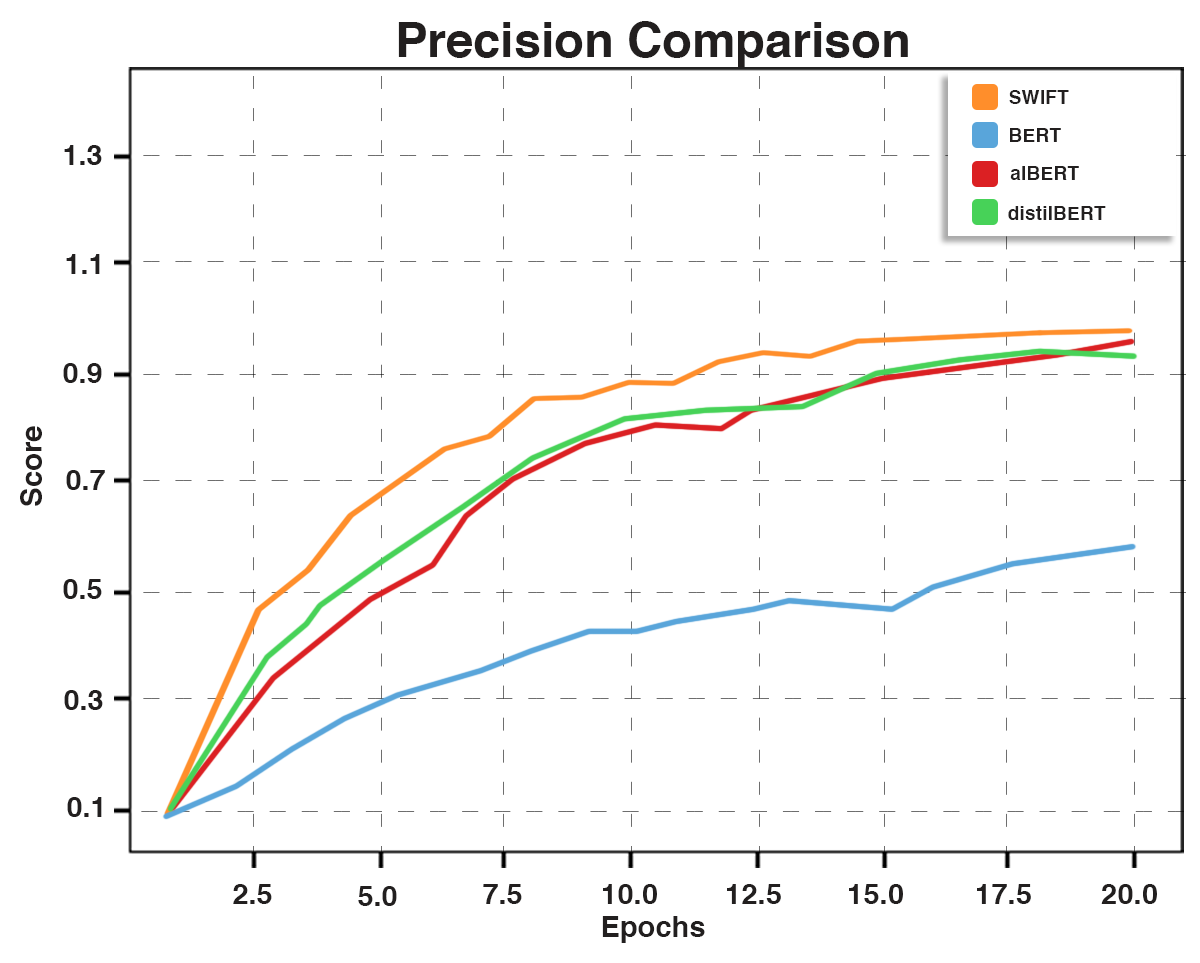 Precision Comparison
SWIFT
BERT
alBERT
distilBERT
1.3
1.1
0.9
0.7
0.5
0.3
0.1
Score
2.5 5.0 7.5 10.0 12.5 15.0 17.5 20.0
Epochs